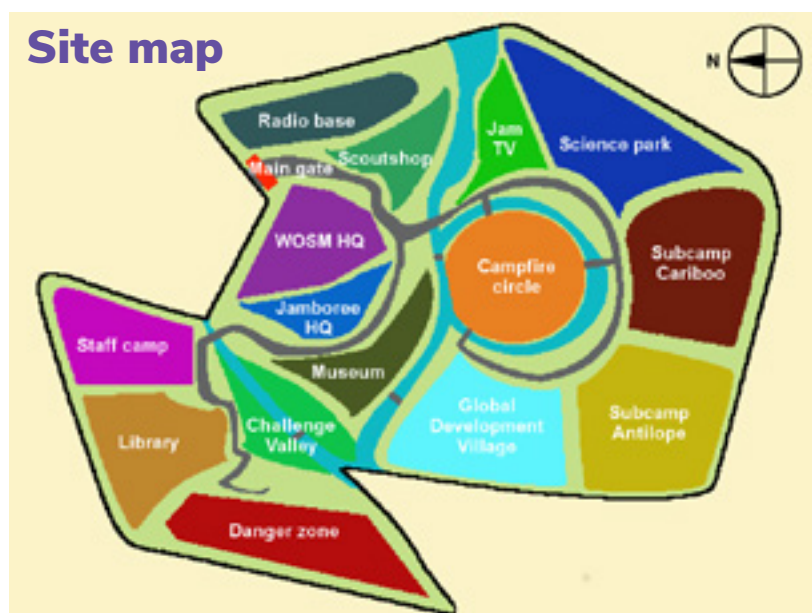 Site map
N
Radio base
Jam
TV
Science park
Main gate
Scoutshop
WOSM HQ
Campfire
circle
Subcamp
Cariboo
Jamboree
HQ
Staff camp
Museum
Global
Development
Village
Subcamp
Antilope
Library
Challenge
Valley
Danger zone